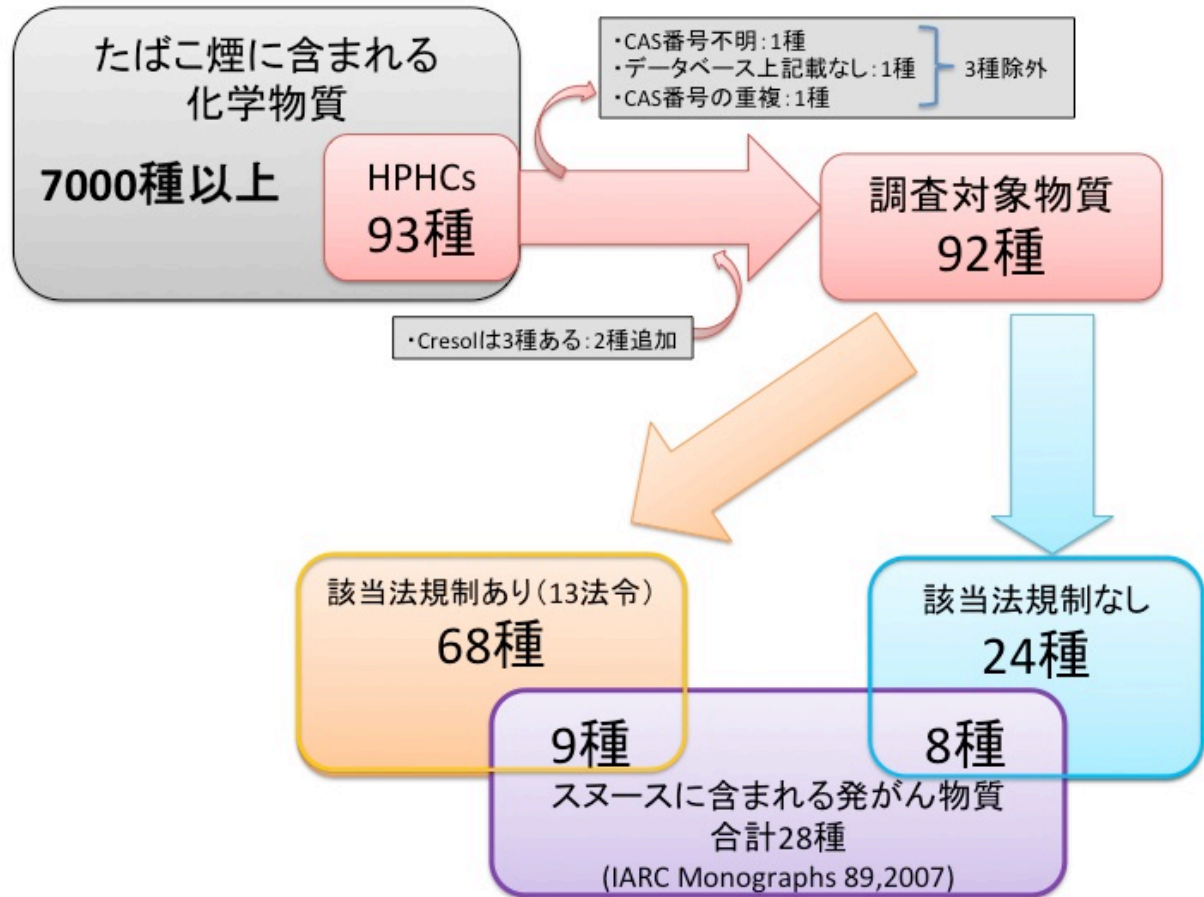 たばこ煙に含まれる
化学物質
7000種以上
HPHCs
93種
・CAS番号不明：1種
・データベース上記載なし：1種
・CAS番号の重複：1種
3種除外
調査対象物質
92種
・Cresolは3種ある：2種追加
該当法規制あり（13法令）
68種
該当法規制なし
24種
9種
8種
スヌースに含まれる発がん物質
合計28種
(IARC Monographs 89,2007)